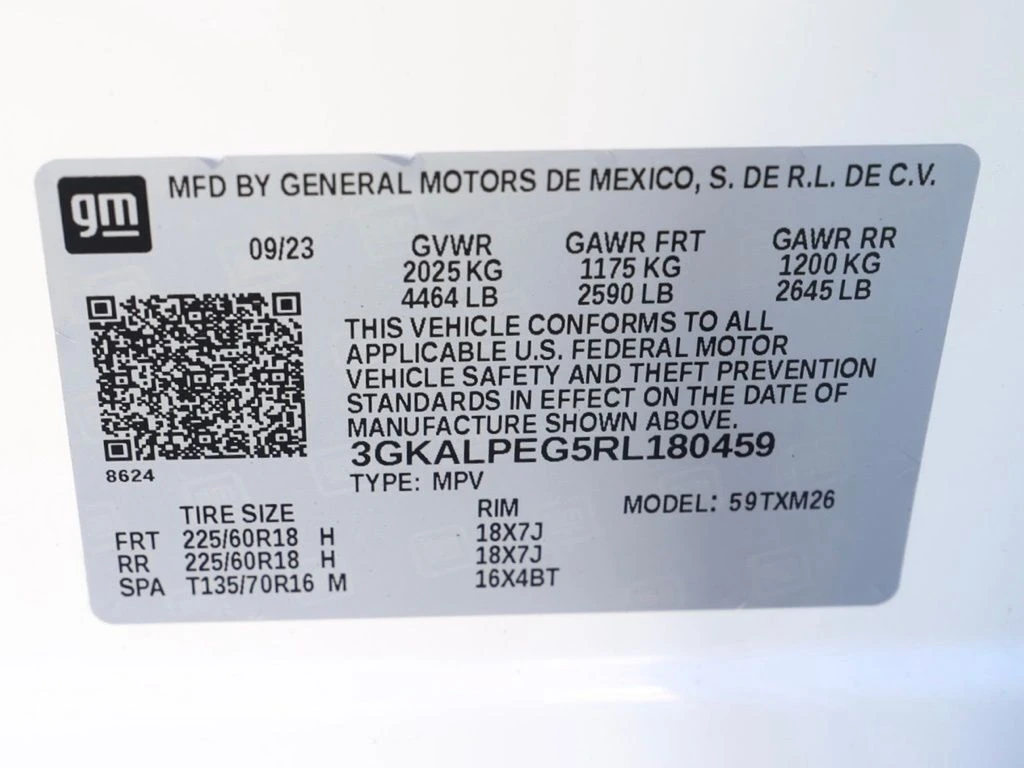 gm
MFD BY GENERAL MOTORS DE MEXICO, S. DE R.L. DE C.V.
09/23 GVWR GAWR FRT GAWR RR
2025 KG 1175 KG 1200 KG
4464 LB 2590 LB 2645 LB
THIS VEHICLE CONFORMS TO ALL
APPLICABLE U.S. FEDERAL MOTOR
VEHICLE SAFETY AND THEFT PREVENTION
STANDARDS IN EFFECT ON THE DATE OF
MANUFACTURE SHOWN ABOVE.
3GKALPEG5RL180459
8624
TYPE: MPV
TIRE SIZE RIM MODEL: 59TXM26
FRT 225/60R18 H 18X7J
RR 225/60R18 H 18X7J
SPA T135/70R16 M 16X4BT